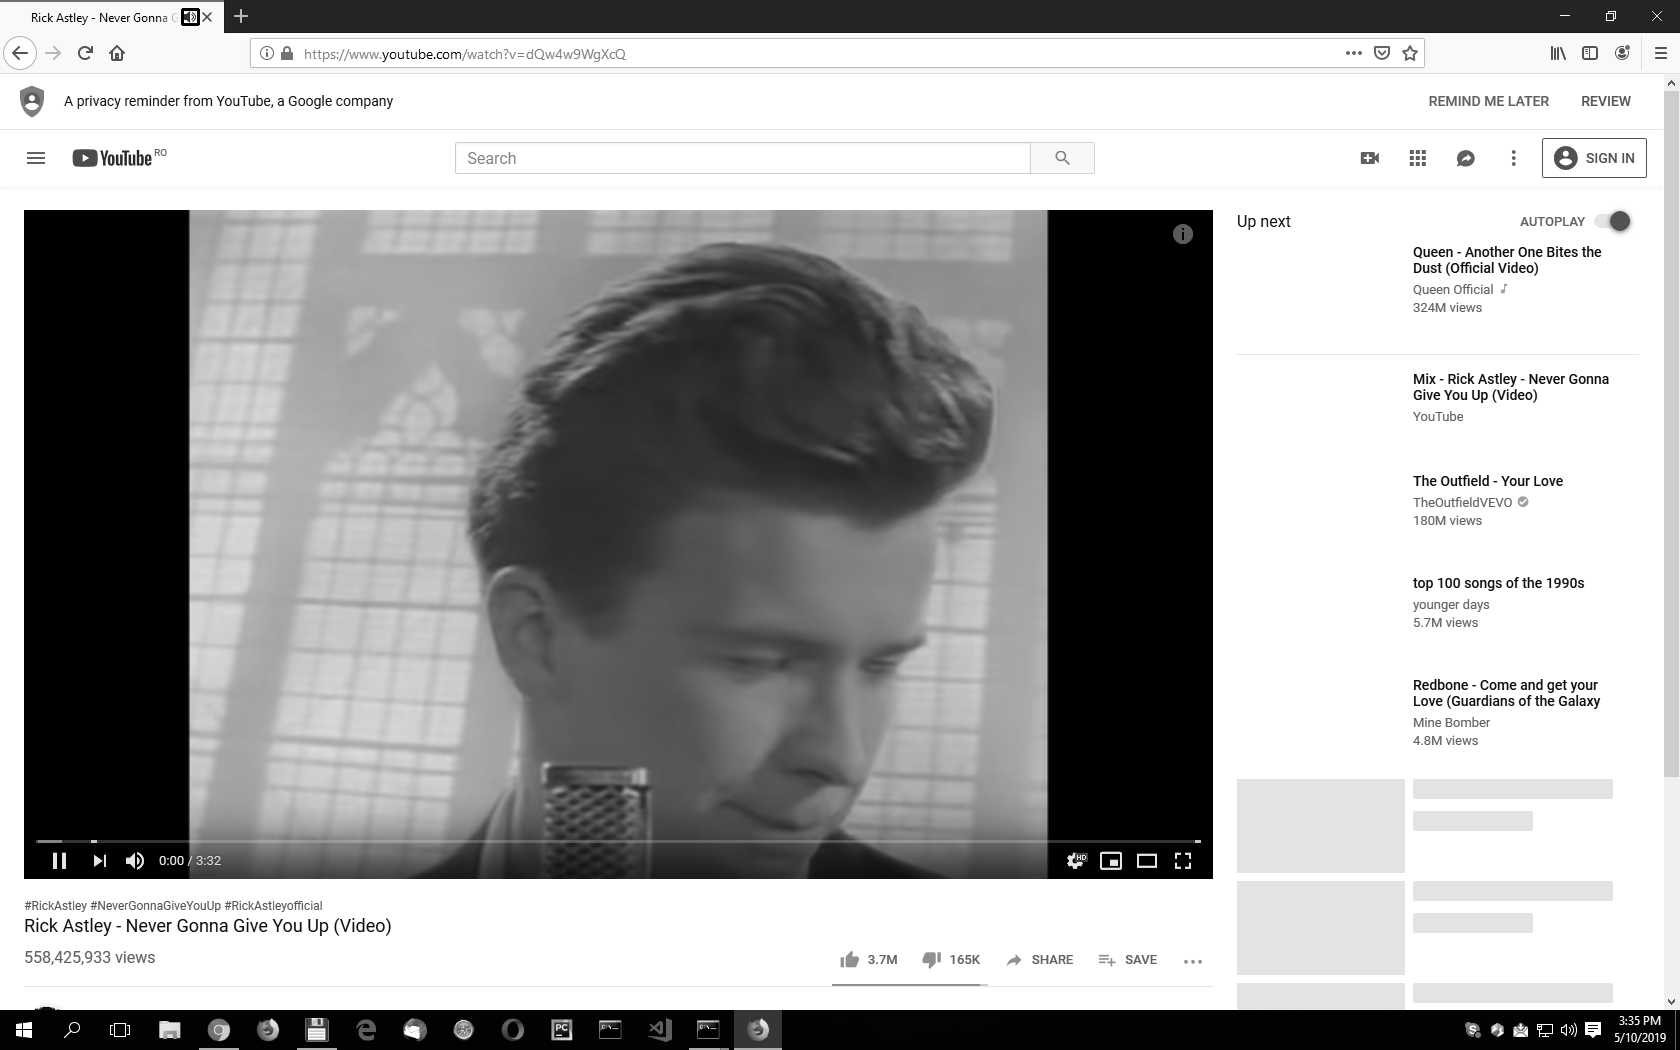 Rick Astley - Never Gonna G
https://www.youtube.com/watch?v=dQw4w9WgXcQ
A privacy reminder from YouTube, a Google company
REMIND ME LATER
REVIEW
YouTube RO
Search
SIGN IN
Up next
AUTOPLAY
Queen - Another One Bites the
Dust (Official Video)
Queen Official
324M views
Mix - Rick Astley - Never Gonna
Give You Up (Video)
YouTube
The Outfield - Your Love
TheOutfieldVEVO
180M views
top 100 songs of the 1990s
younger days
5.7M views
Redbone - Come and get your
Love (Guardians of the Galaxy
Mine Bomber
4.8M views
0:00 / 3:32
HD
#RickAstley #NeverGonnaGiveYouUp #RickAstleyofficial
Rick Astley - Never Gonna Give You Up (Video)
558,425,933 views
3.7M
165K
SHARE
SAVE
PC
3:35 PM
5/10/2019